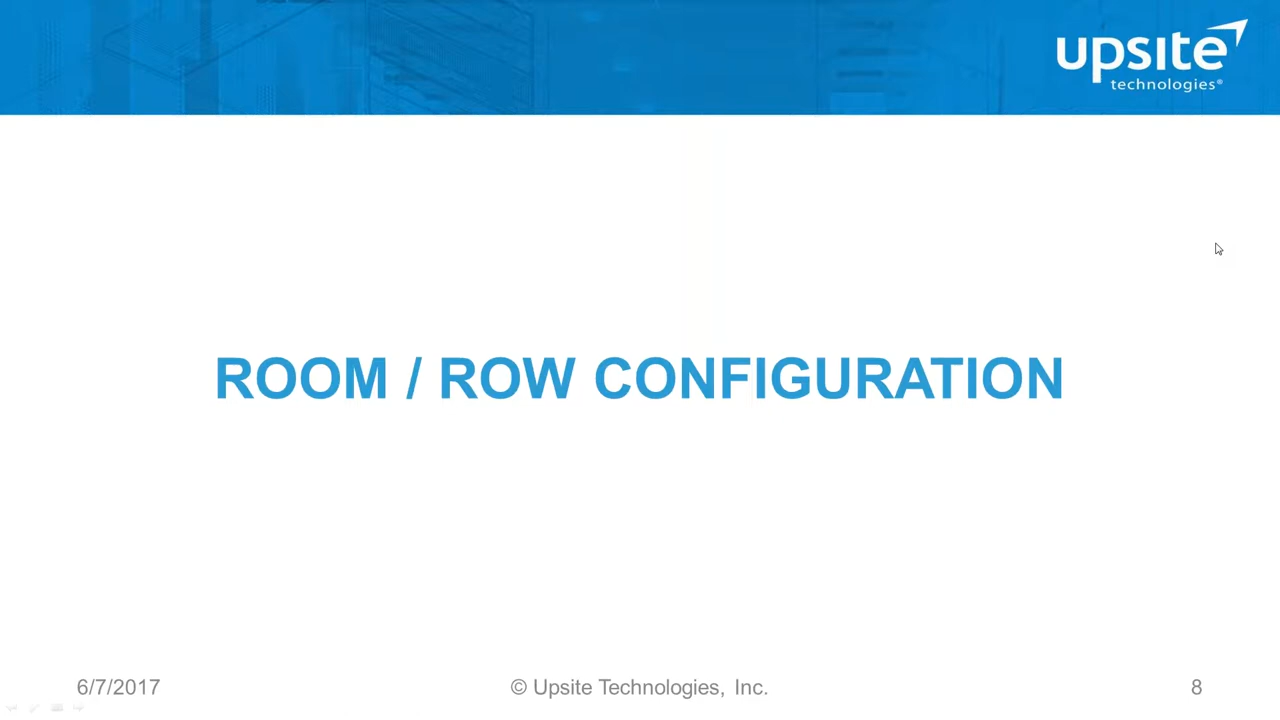 upsite
technologies®
ROOM / ROW CONFIGURATION
6/7/2017
© Upsite Technologies, Inc.
8